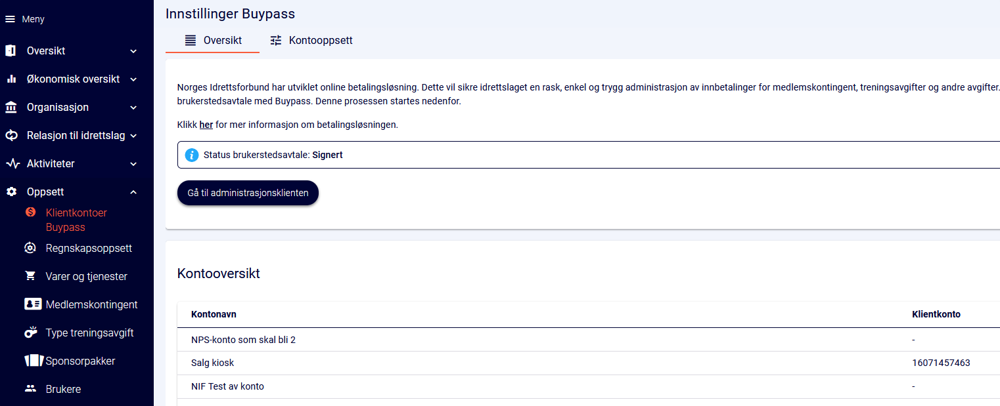 Meny
Oversikt
Økonomisk oversikt
Organisasjon
Relasjon til idrettslag
Aktiviteter
Oppsett
Klientkontoer
Buypass
Regnskapsoppsett
Varer og tjenester
Medlemskontingent
Type treningsavgift
Sponsorpakker
Brukere
Innstillinger Buypass
Oversikt
Kontooppsett
Norges Idrettsforbund har utviklet online betalingsløsning. Dette vil sikre idrettslaget en rask, enkel og trygg administrasjon av innbetalinger for medlemskontingent, treningsavgifter og andre avgifter.
brukerstedsavtale med Buypass. Denne prosessen startes nedenfor.
Klikk her for mer informasjon om betalingsløsningen.
Status brukerstedsavtale: Signert
Gå til administrasjonsklienten
Kontooversikt
Kontonavn Klientkonto
NPS-konto som skal bli 2 -
Salg kiosk 16071457463
NIF Test av konto -